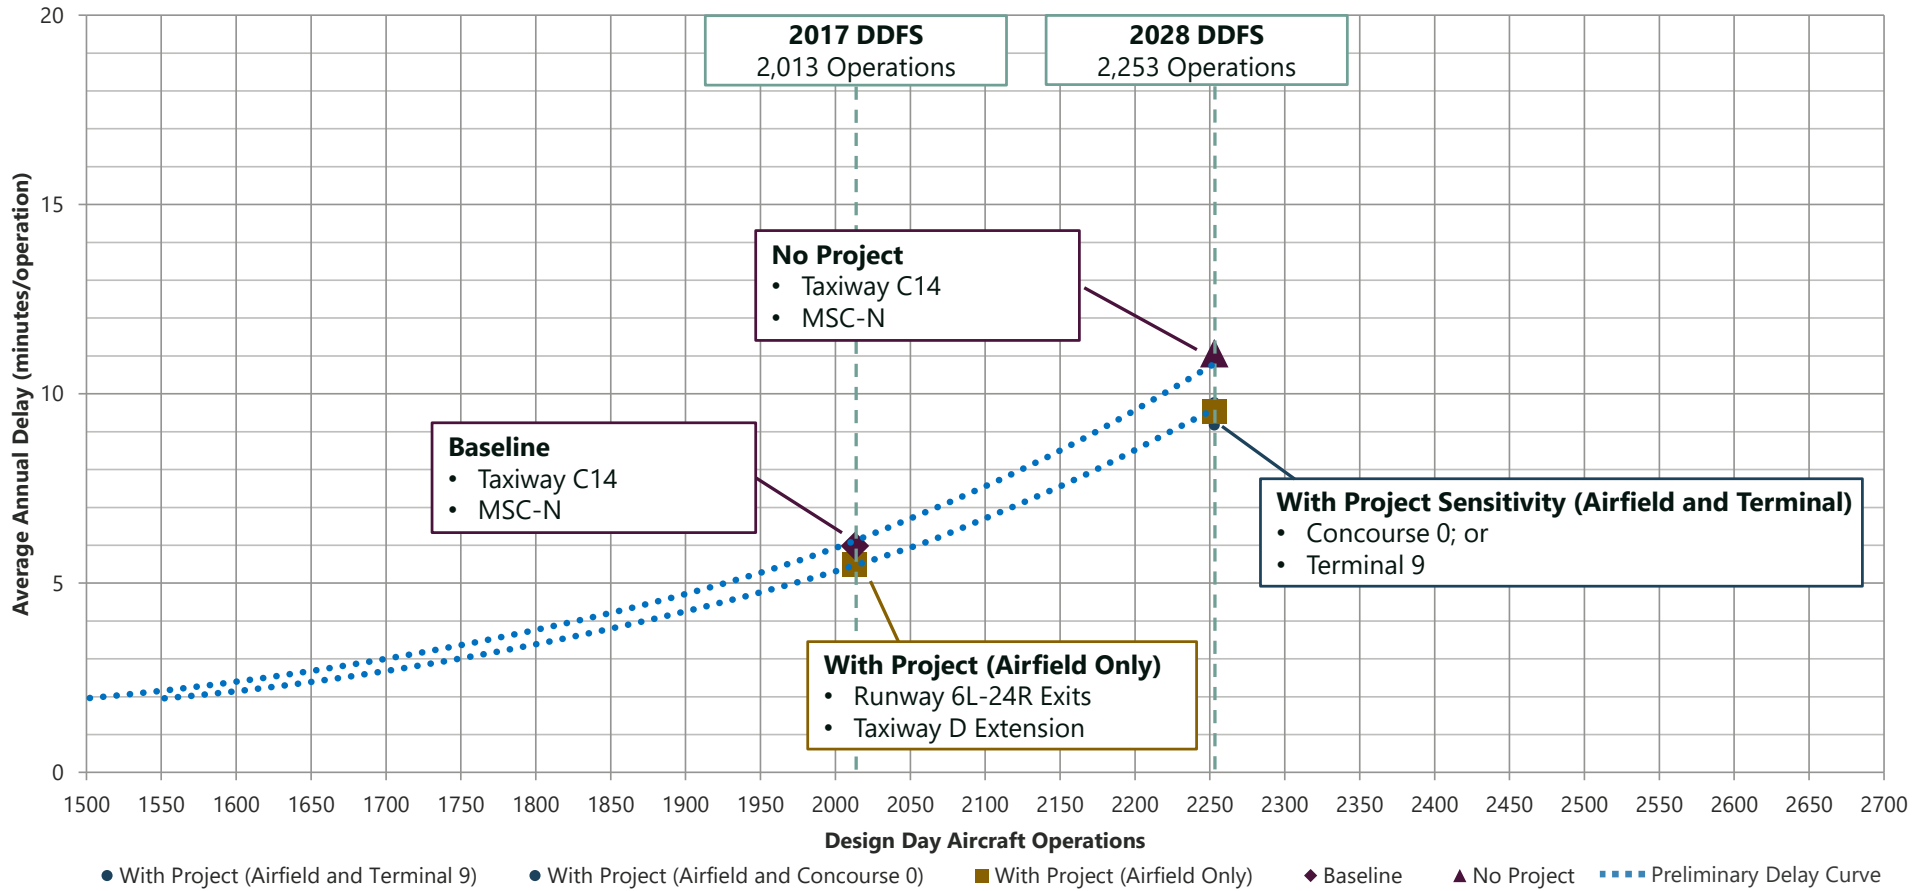 2017 DDFS
2,013 Operations
2028 DDFS
2,253 Operations
No Project
• Taxiway C14
• MSC-N
Baseline
• Taxiway C14
• MSC-N
With Project Sensitivity (Airfield and Terminal)
• Concourse 0; or
• Terminal 9
With Project (Airfield Only)
• Runway 6L-24R Exits
• Taxiway D Extension
Average Annual Delay (minutes/operation)
20
15
10
5
0
1500 1550 1600 1650 1700 1750 1800 1850 1900 1950 2000 2050 2100 2150 2200 2250 2300 2350 2400 2450 2500 2550 2600 2650 2700
Design Day Aircraft Operations
With Project (Airfield and Terminal 9) With Project (Airfield and Concourse 0) With Project (Airfield Only) Baseline No Project Preliminary Delay Curve